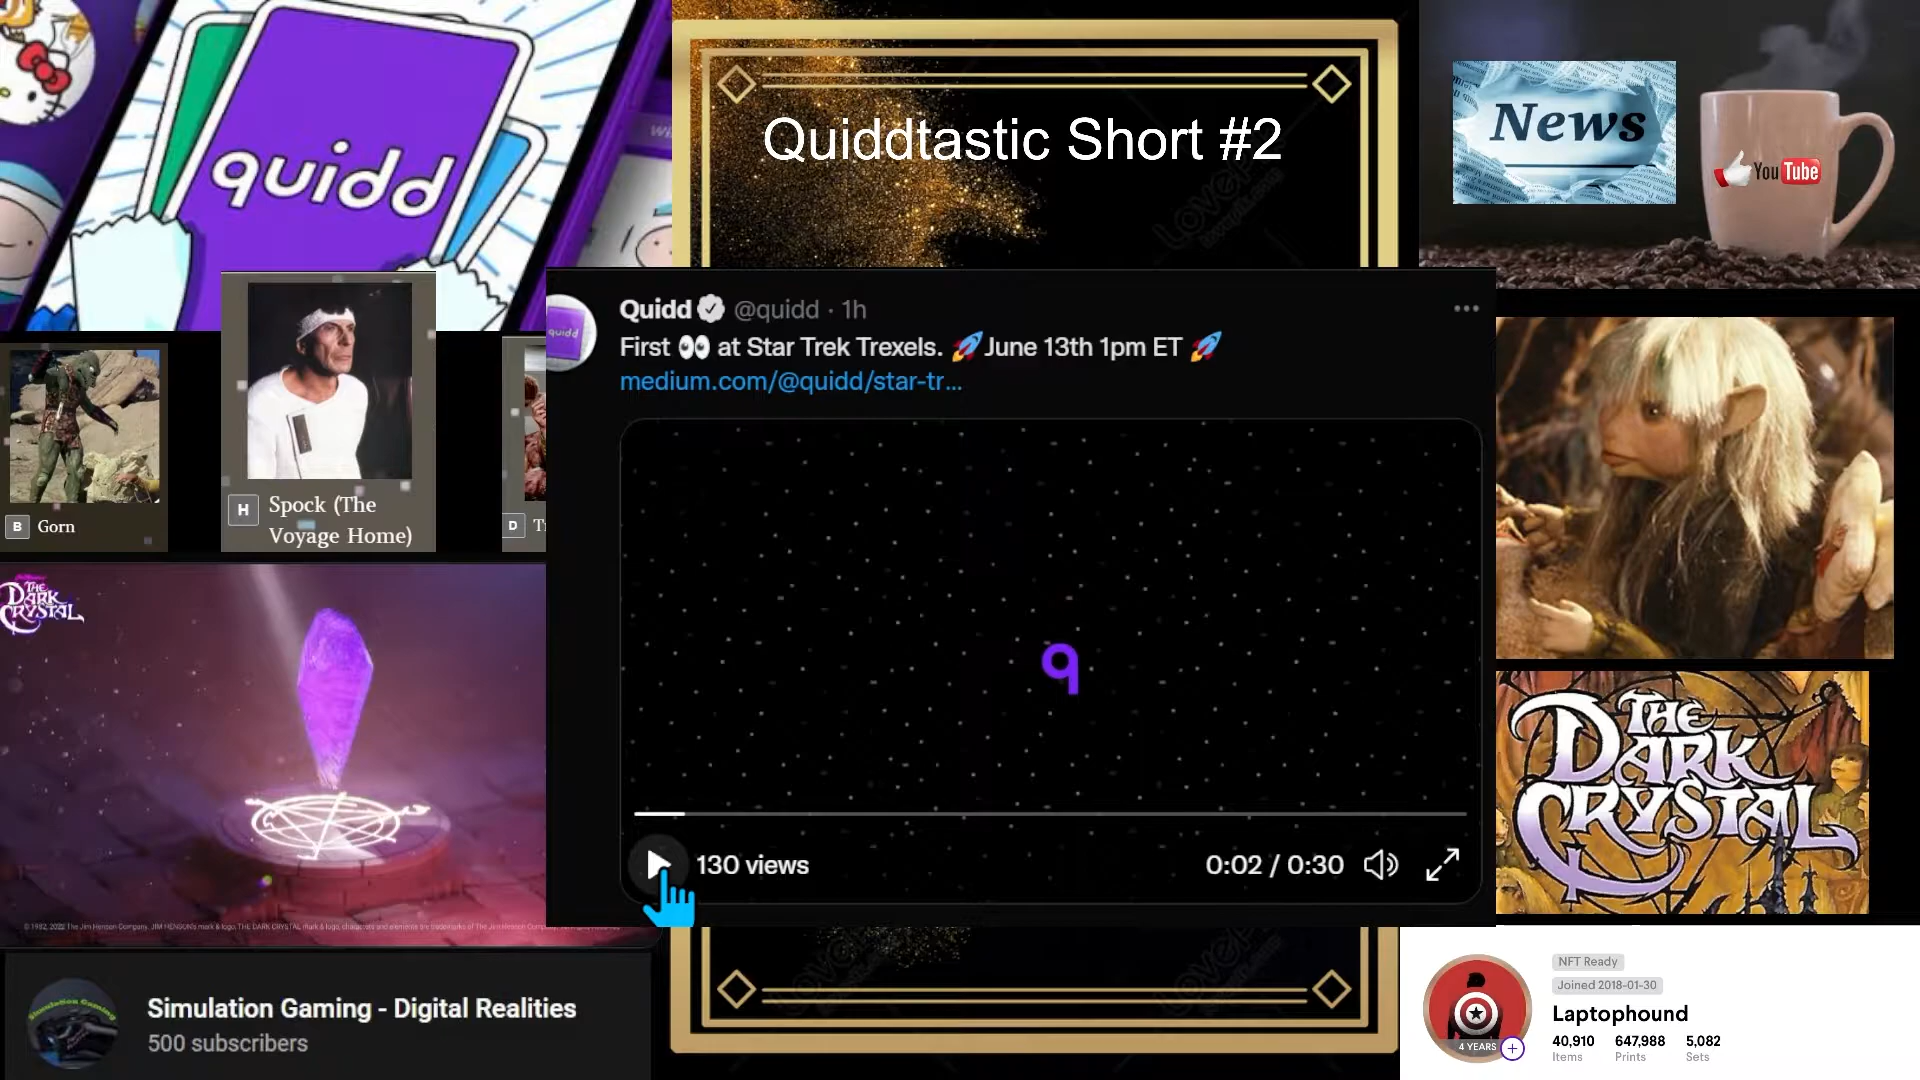 quidd
Quiddtastic Short #2
News
YouTube
quidd
Quidd @quidd · 1h
First 👀 at Star Trek Trexels. 🚀June 13th 1pm ET 🚀
medium.com/@quidd/star-tr...
B Gorn
H Spock (The
Voyage Home)
D
THE
DARK
CRYSTAL
q
130 views
0:02 / 0:30
THE
DARK
CRYSTAL
Simulation Gaming - Digital Realities
500 subscribers
NFT Ready
Joined 2018-01-30
Laptophound
4 YEARS
40,910 647,988 5,082
Items Prints Sets